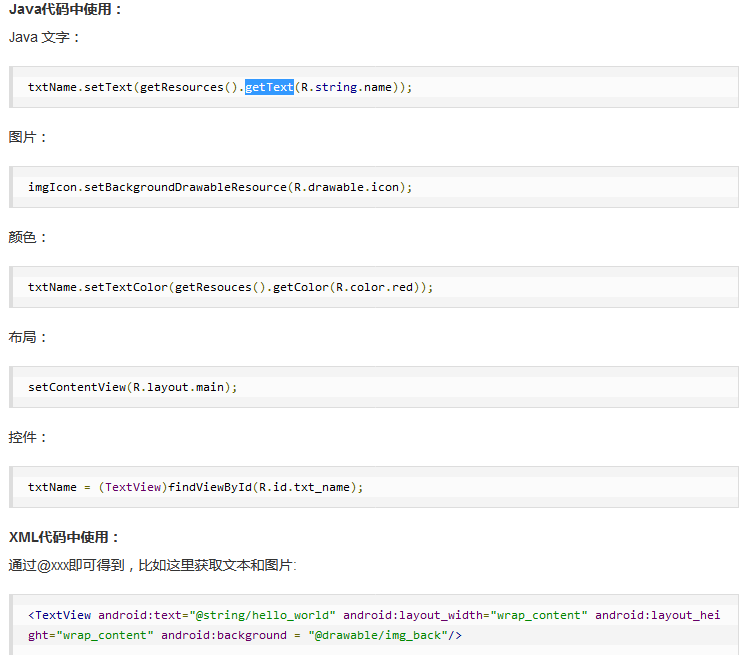 Java代码中使用：
Java 文字：
txtName.setText(getResources().getText(R.string.name));
图片：
imgIcon.setBackgroundDrawableResource(R.drawable.icon);
颜色：
txtName.setTextColor(getResouces().getColor(R.color.red));
布局：
setContentView(R.layout.main);
控件：
txtName = (TextView)findViewById(R.id.txt_name);
XML代码中使用：
通过@xxx即可得到，比如这里获取文本和图片:
<TextView android:text="@string/hello_world" android:layout_width="wrap_content" android:layout_hei
ght="wrap_content" android:background = "@drawable/img_back"/>